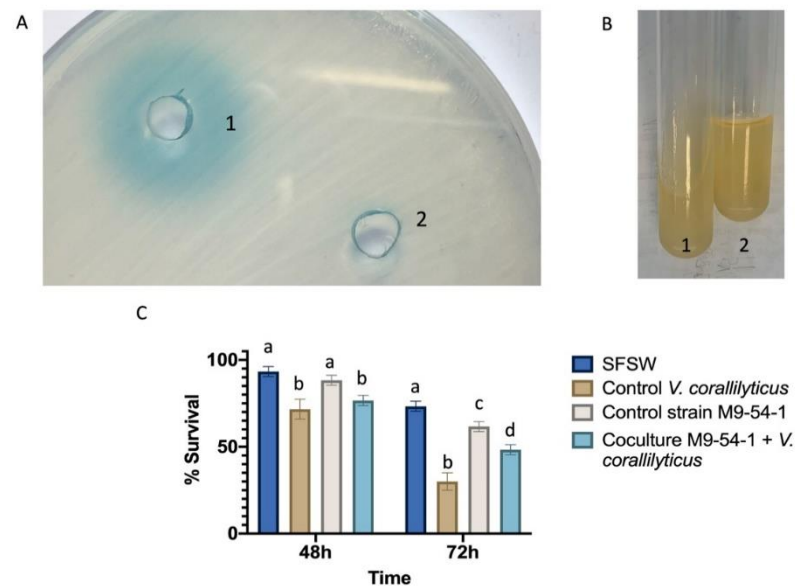 A
B
1
2
1
2
C
% Survival
100
50
0
a
b
a
b
a
b
c
d
48h
72h
Time
SFSW
Control V. corallilyticus
Control strain M9-54-1
Coculture M9-54-1 + V.
corallilyticus